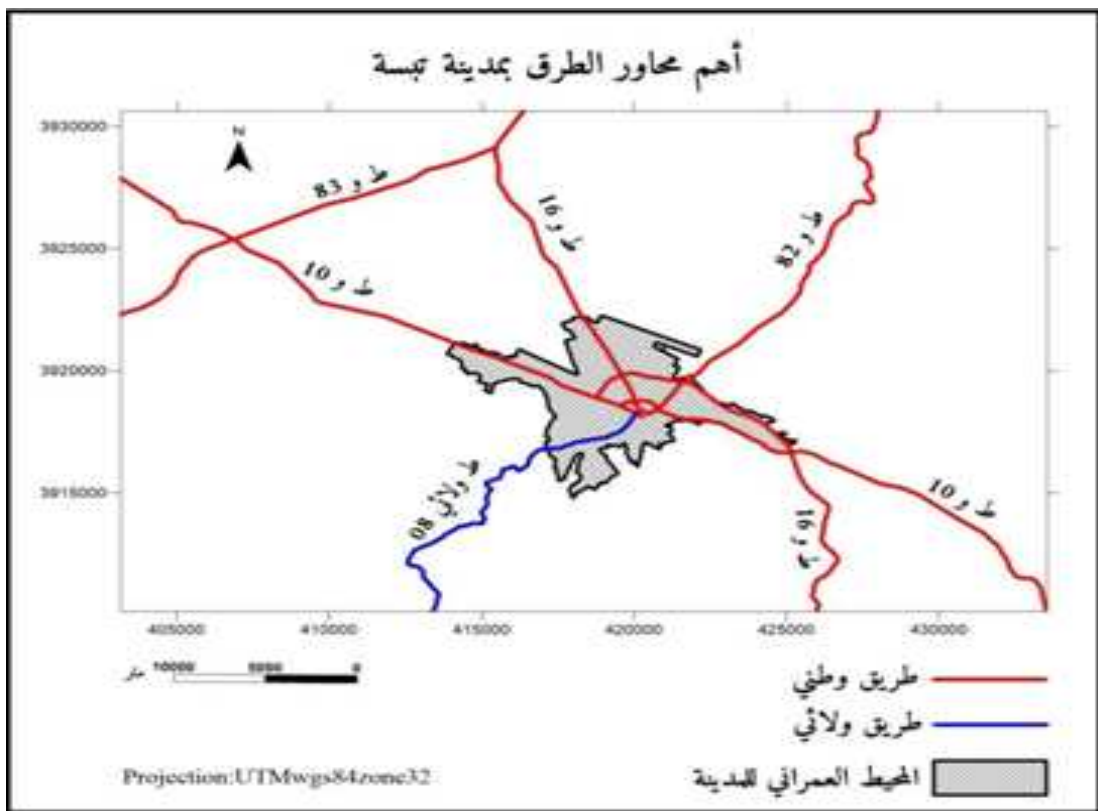 أهم محاور الطرق بمدينة تبسة
N
3930000
3925000
3920000
3915000
ط و 83
ط و 16
ط و 82
ط و 10
ط ولائي 08
ط و 16
ط و 10
405000 410000 415000 420000 425000 430000
متر 10000 5000 0
طريق وطني
طريق ولائي
المحيط العمراني للمدينة
Projection:UTMwgs84zone32